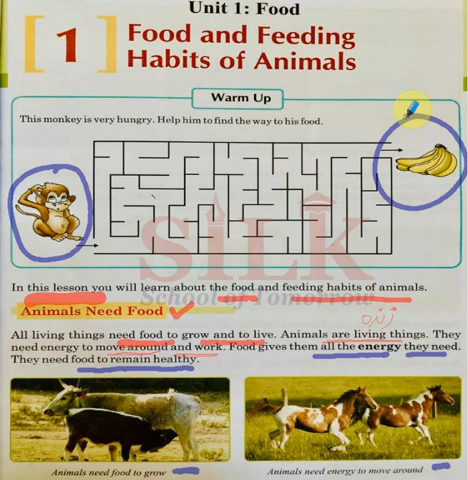 Unit 1: Food
[ 1 ]
Food and Feeding
Habits of Animals
Warm Up
This monkey is very hungry. Help him to find the way to his food.
SiLK
School of Tomorrow
In this lesson you will learn about the food and feeding habits of animals.
Animals Need Food
زنده
All living things need food to grow and to live. Animals are living things. They
need energy to move around and work. Food gives them all the energy they need.
They need food to remain healthy.
Animals need food to grow
Animals need energy to move around